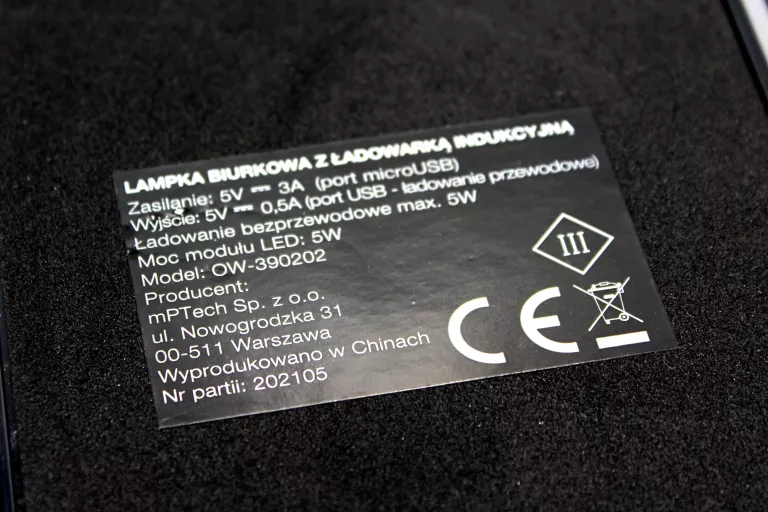 LAMPKA BIURKOWA Z ŁADOWARKĄ INDUKCYJNĄ
Zasilanie: 5V ⎓ 3A (port microUSB)
Wyjście: 5V ⎓ 0,5A (port USB - ładowanie przewodowe)
Ładowanie bezprzewodowe max. 5W
Moc modułu LED: 5W
Model: OW-390202
Producent:
mPTech Sp. z o.o.
ul. Nowogrodzka 31
00-511 Warszawa
Wyprodukowano w Chinach
Nr partii: 202105
III
CE